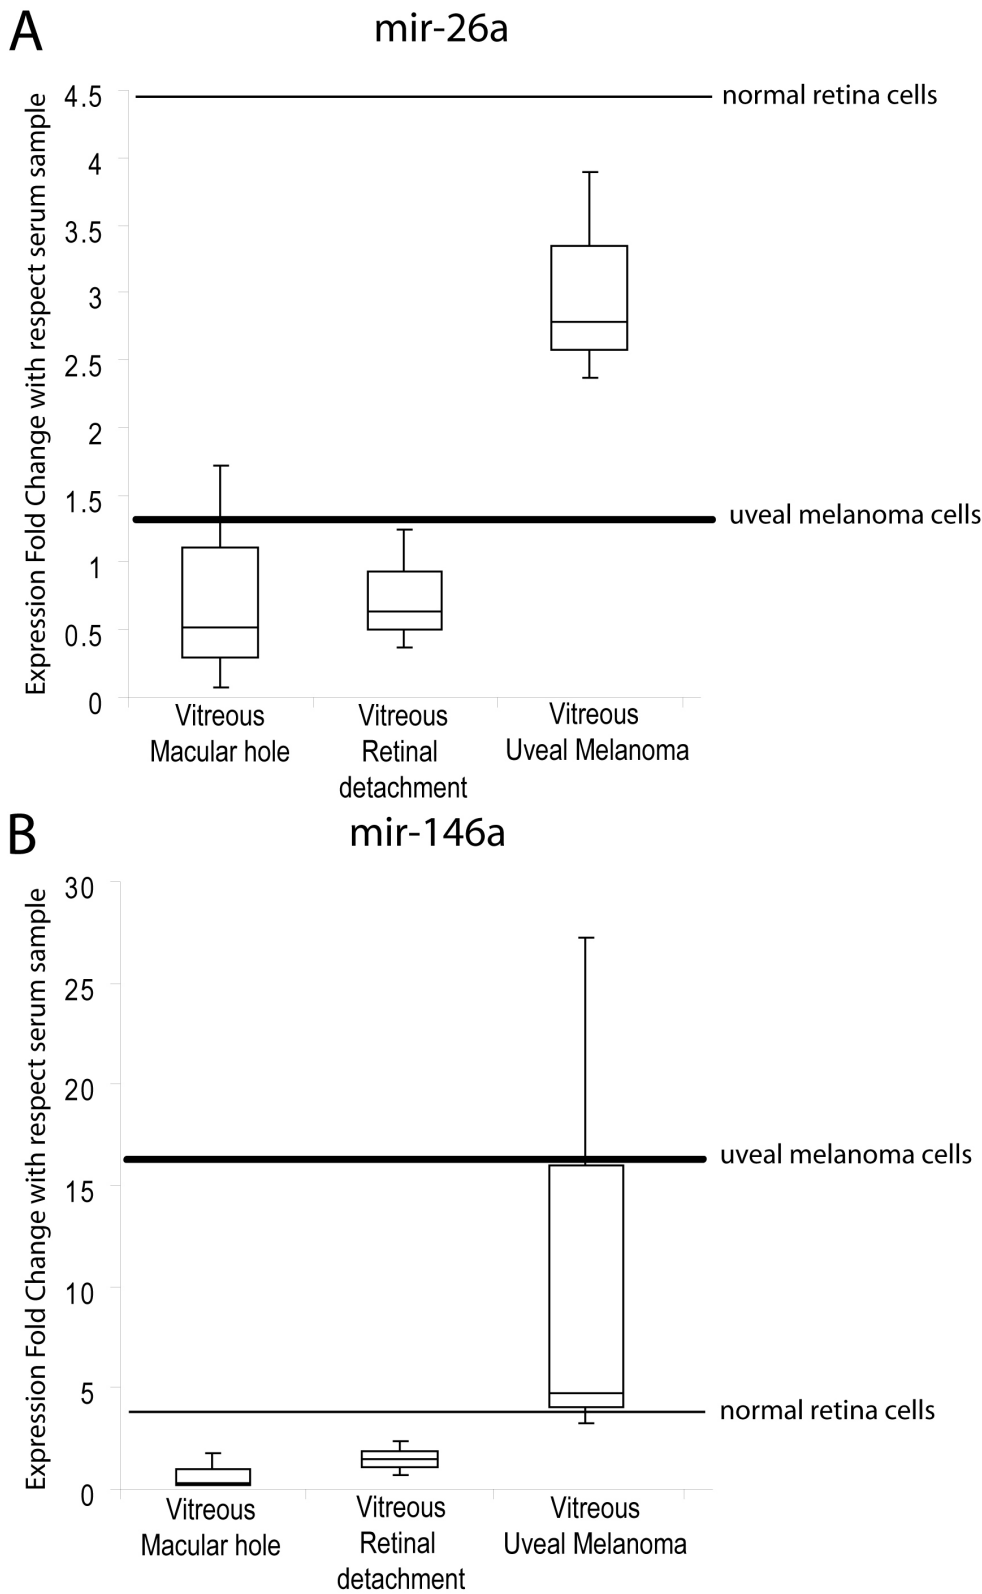 A
mir-26a
Expression Fold Change with respect serum sample
4.5
4
3.5
3
2.5
2
1.5
1
0.5
0
normal retina cells
uveal melanoma cells
Vitreous
Macular hole
Vitreous
Retinal
detachment
Vitreous
Uveal Melanoma
B
mir-146a
Expression Fold Change with respect serum sample
30
25
20
15
10
5
0
uveal melanoma cells
normal retina cells
Vitreous
Macular hole
Vitreous
Retinal
detachment
Vitreous
Uveal Melanoma